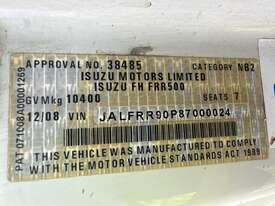 APPROVAL NO. 38485 CATEGORY NB2
ISUZU MOTORS LIMITED
ISUZU FH FRR500
GVMkg 10400 SEATS 7
12/08 VIN JALFRR90P87000024
THIS VEHICLE WAS MANUFACTURED TO COMPLY
WITH THE MOTOR VEHICLE STANDARDS ACT 1989
PAT 071008A00001269